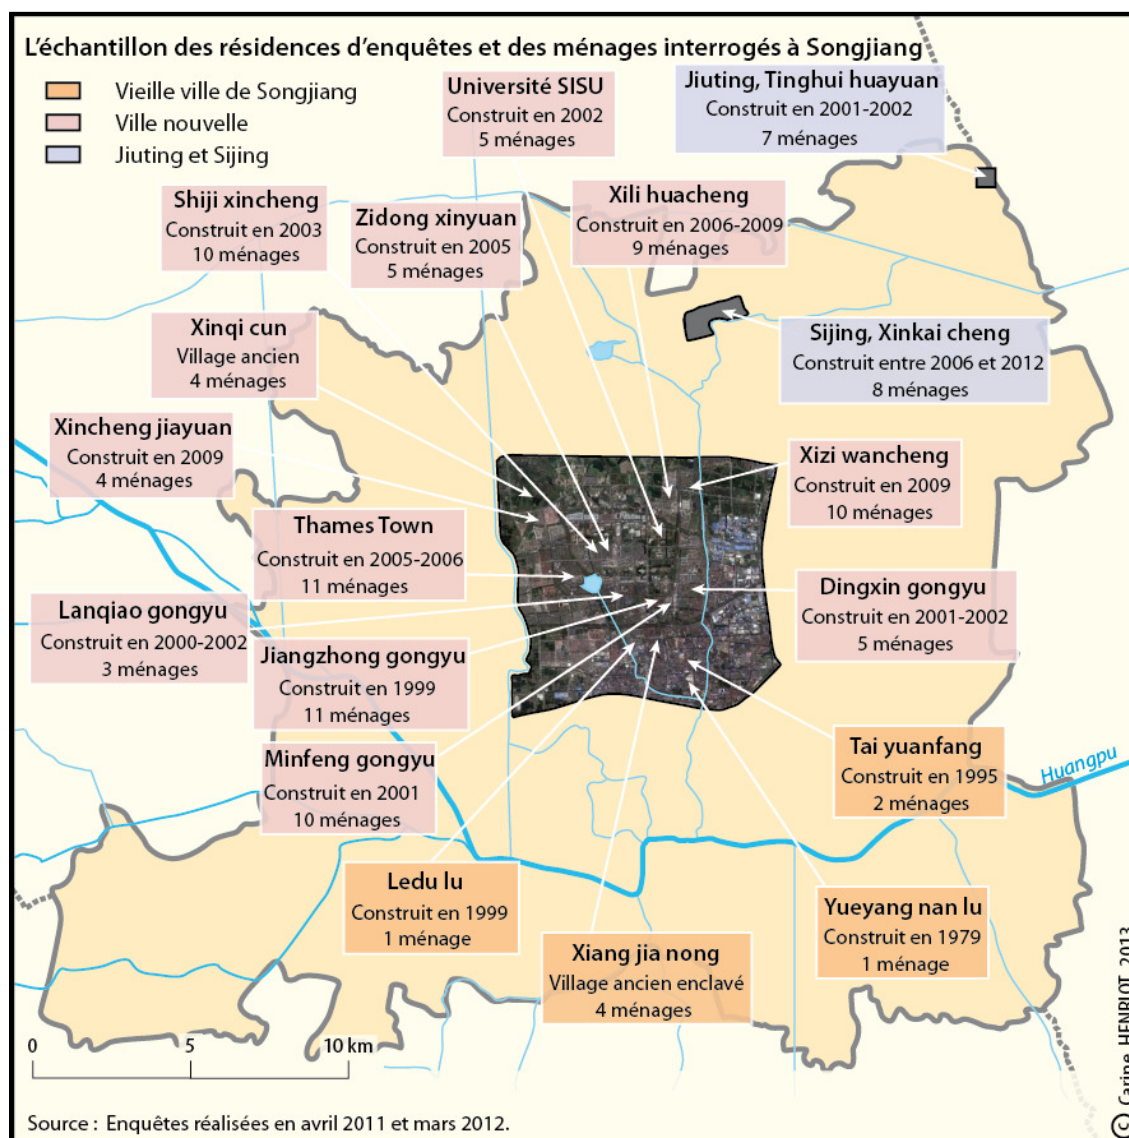 L'échantillon des résidences d'enquêtes et des ménages interrogés à Songjiang
Vieille ville de Songjiang
Ville nouvelle
Jiuting et Sijing
Université SISU
Construit en 2002
5 ménages
Jiuting, Tinghui huayuan
Construit en 2001-2002
7 ménages
Shiji xincheng
Construit en 2003
10 ménages
Zidong xinyuan
Construit en 2005
5 ménages
Xili huacheng
Construit en 2006-2009
9 ménages
Xinqi cun
Village ancien
4 ménages
Sijing, Xinkai cheng
Construit entre 2006 et 2012
8 ménages
Xincheng jiayuan
Construit en 2009
4 ménages
Xizi wancheng
Construit en 2009
10 ménages
Thames Town
Construit en 2005-2006
11 ménages
Dingxin gongyu
Construit en 2001-2002
5 ménages
Lanqiao gongyu
Construit en 2000-2002
3 ménages
Jiangzhong gongyu
Construit en 1999
11 ménages
Minfeng gongyu
Construit en 2001
10 ménages
Tai yuanfang
Construit en 1995
2 ménages
Huangpu
Ledu lu
Construit en 1999
1 ménage
Yueyang nan lu
Construit en 1979
1 ménage
Xiang jia nong
Village ancien enclavé
4 ménages
0 5 10 km
Source : Enquêtes réalisées en avril 2011 et mars 2012.
© Carine HENRIOT, 2013